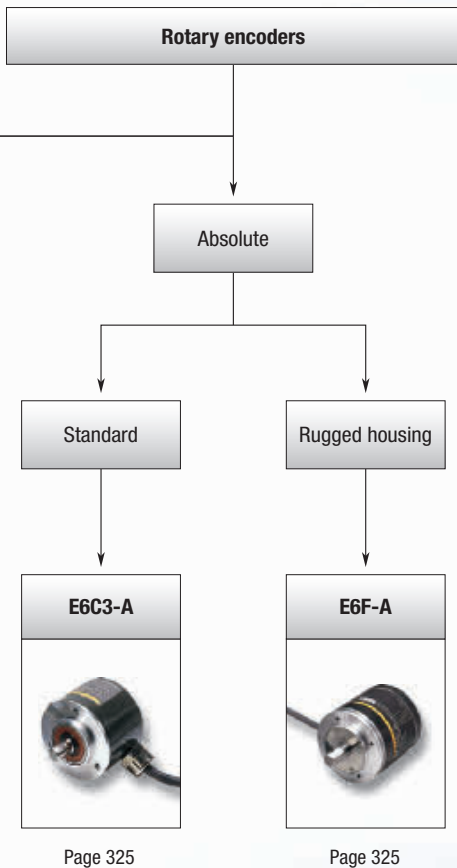 Rotary encoders
Absolute
Standard
Rugged housing
E6C3-A
E6F-A
Page 325
Page 325